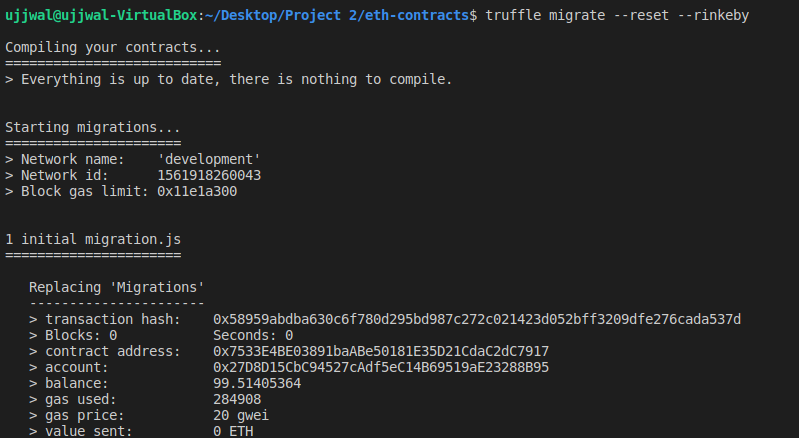 ujjwal@ujjwal-VirtualBox:~/Desktop/Project 2/eth-contracts$ truffle migrate --reset --rinkeby
Compiling your contracts...
===========================
> Everything is up to date, there is nothing to compile.
Starting migrations...
======================
> Network name: 'development'
> Network id: 1561918260043
> Block gas limit: 0x11e1a300
1 initial migration.js
======================
Replacing 'Migrations'
----------------------
> transaction hash: 0x58959abdba630c6f780d295bd987c272c021423d052bff3209dfe276cada537d
> Blocks: 0 Seconds: 0
> contract address: 0x7533E4BE03891baABe50181E35D21CdaC2dC7917
> account: 0x27D8D15CbC94527cAdf5eC14B69519aE23288B95
> balance: 99.51405364
> gas used: 284908
> gas price: 20 gwei
> value sent: 0 ETH